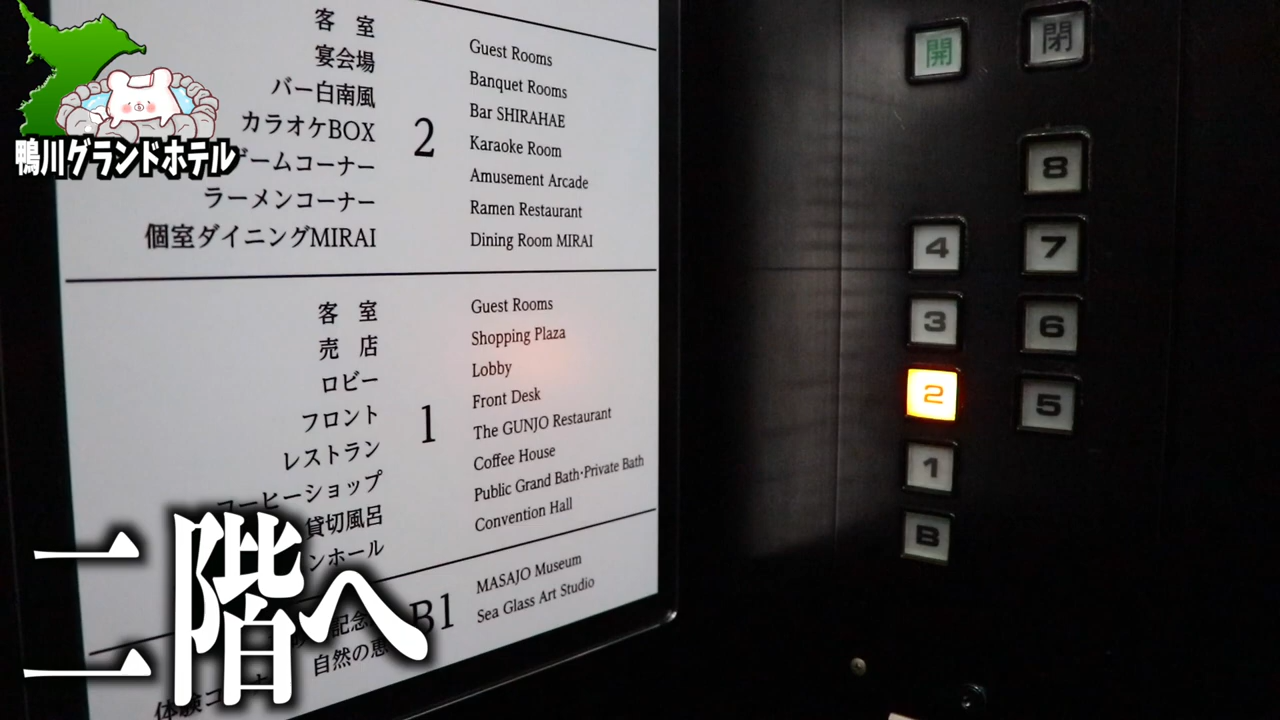 鴨川グランドホテル
客 室
宴会場
バー白南風
カラオケBOX
ゲームコーナー
ラーメンコーナー
個室ダイニングMIRAI
2
Guest Rooms
Banquet Rooms
Bar SHIRAHAE
Karaoke Room
Amusement Arcade
Ramen Restaurant
Dining Room MIRAI
客 室
売 店
ロビー
フロント
レストラン
コーヒーショップ
貸切風呂
ンホール
1
Guest Rooms
Shopping Plaza
Lobby
Front Desk
The GUNJO Restaurant
Coffee House
Public Grand Bath･Private Bath
Convention Hall
記念
自然の恵
体験コ
B1
MASAJO Museum
Sea Glass Art Studio
二階へ
開
閉
8
4
7
3
6
2
5
1
B